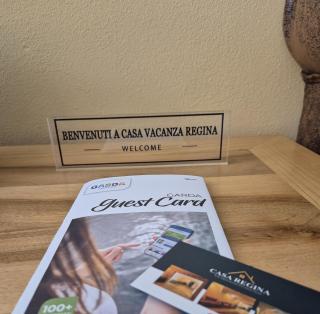 BENVENUTI A CASA VACANZA REGINA
WELCOME
GARDA
GARDA
guest Card
CASA REGINA
100+